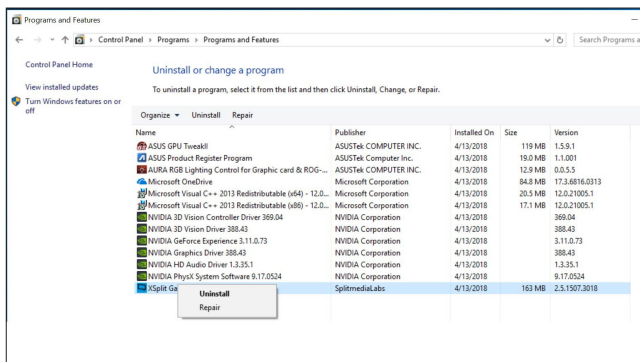 Programs and Features
Control Panel > Programs > Programs and Features
Search Programs a
Control Panel Home
View installed updates
Turn Windows features on or
off
Uninstall or change a program
To uninstall a program, select it from the list and then click Uninstall, Change, or Repair.
Organize Uninstall Repair
Name Publisher Installed On Size Version
ASUS GPU TweakII ASUSTek COMPUTER INC. 4/13/2018 119 MB 1.5.9.1
ASUS Product Register Program ASUSTek Computer Inc. 4/13/2018 19.0 MB 1.1.001
AURA RGB Lighting Control for Graphic card & ROG-... ASUSTek COMPUTER INC. 4/13/2018 12.9 MB 0.0.5.5
Microsoft OneDrive Microsoft Corporation 4/13/2018 84.8 MB 17.3.6816.0313
Microsoft Visual C++ 2013 Redistributable (x64) - 12.0... Microsoft Corporation 4/13/2018 20.5 MB 12.0.21005.1
Microsoft Visual C++ 2013 Redistributable (x86) - 12.0... Microsoft Corporation 4/13/2018 17.1 MB 12.0.21005.1
NVIDIA 3D Vision Controller Driver 369.04 NVIDIA Corporation 4/13/2018 369.04
NVIDIA 3D Vision Driver 388.43 NVIDIA Corporation 4/13/2018 388.43
NVIDIA GeForce Experience 3.11.0.73 NVIDIA Corporation 4/13/2018 3.11.0.73
NVIDIA Graphics Driver 388.43 NVIDIA Corporation 4/13/2018 388.43
NVIDIA HD Audio Driver 1.3.35.1 NVIDIA Corporation 4/13/2018 1.3.35.1
NVIDIA PhysX System Software 9.17.0524 NVIDIA Corporation 4/13/2018 9.17.0524
XSplit Ga SplitmediaLabs 4/13/2018 163 MB 2.5.1507.3018
Uninstall
Repair